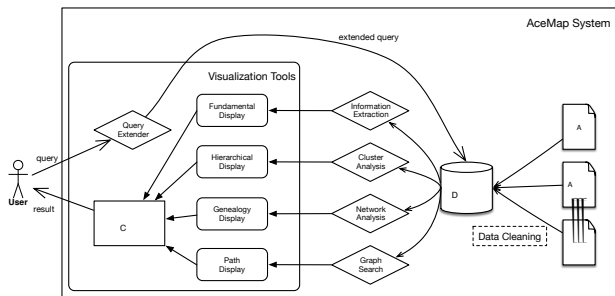 AceMap System
extended query
Visualization Tools
Query
Extender
Fundamental
Display
Information
Extraction
A
query
Hierarchical
Display
Cluster
Analysis
User
D
A
result
C
Genealogy
Display
Network
Analysis
Data Cleaning
Path
Display
Graph
Search